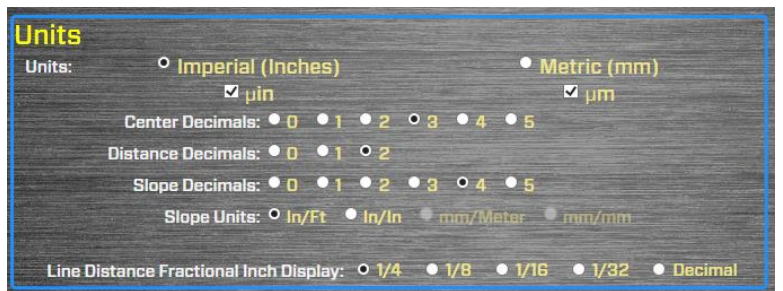 Units
Units: Imperial (Inches) Metric (mm)
µin µm
Center Decimals: 0 1 2 3 4 5
Distance Decimals: 0 1 2
Slope Decimals: 0 1 2 3 4 5
Slope Units: In/Ft In/In mm/Meter mm/mm
Line Distance Fractional Inch Display: 1/4 1/8 1/16 1/32 Decimal